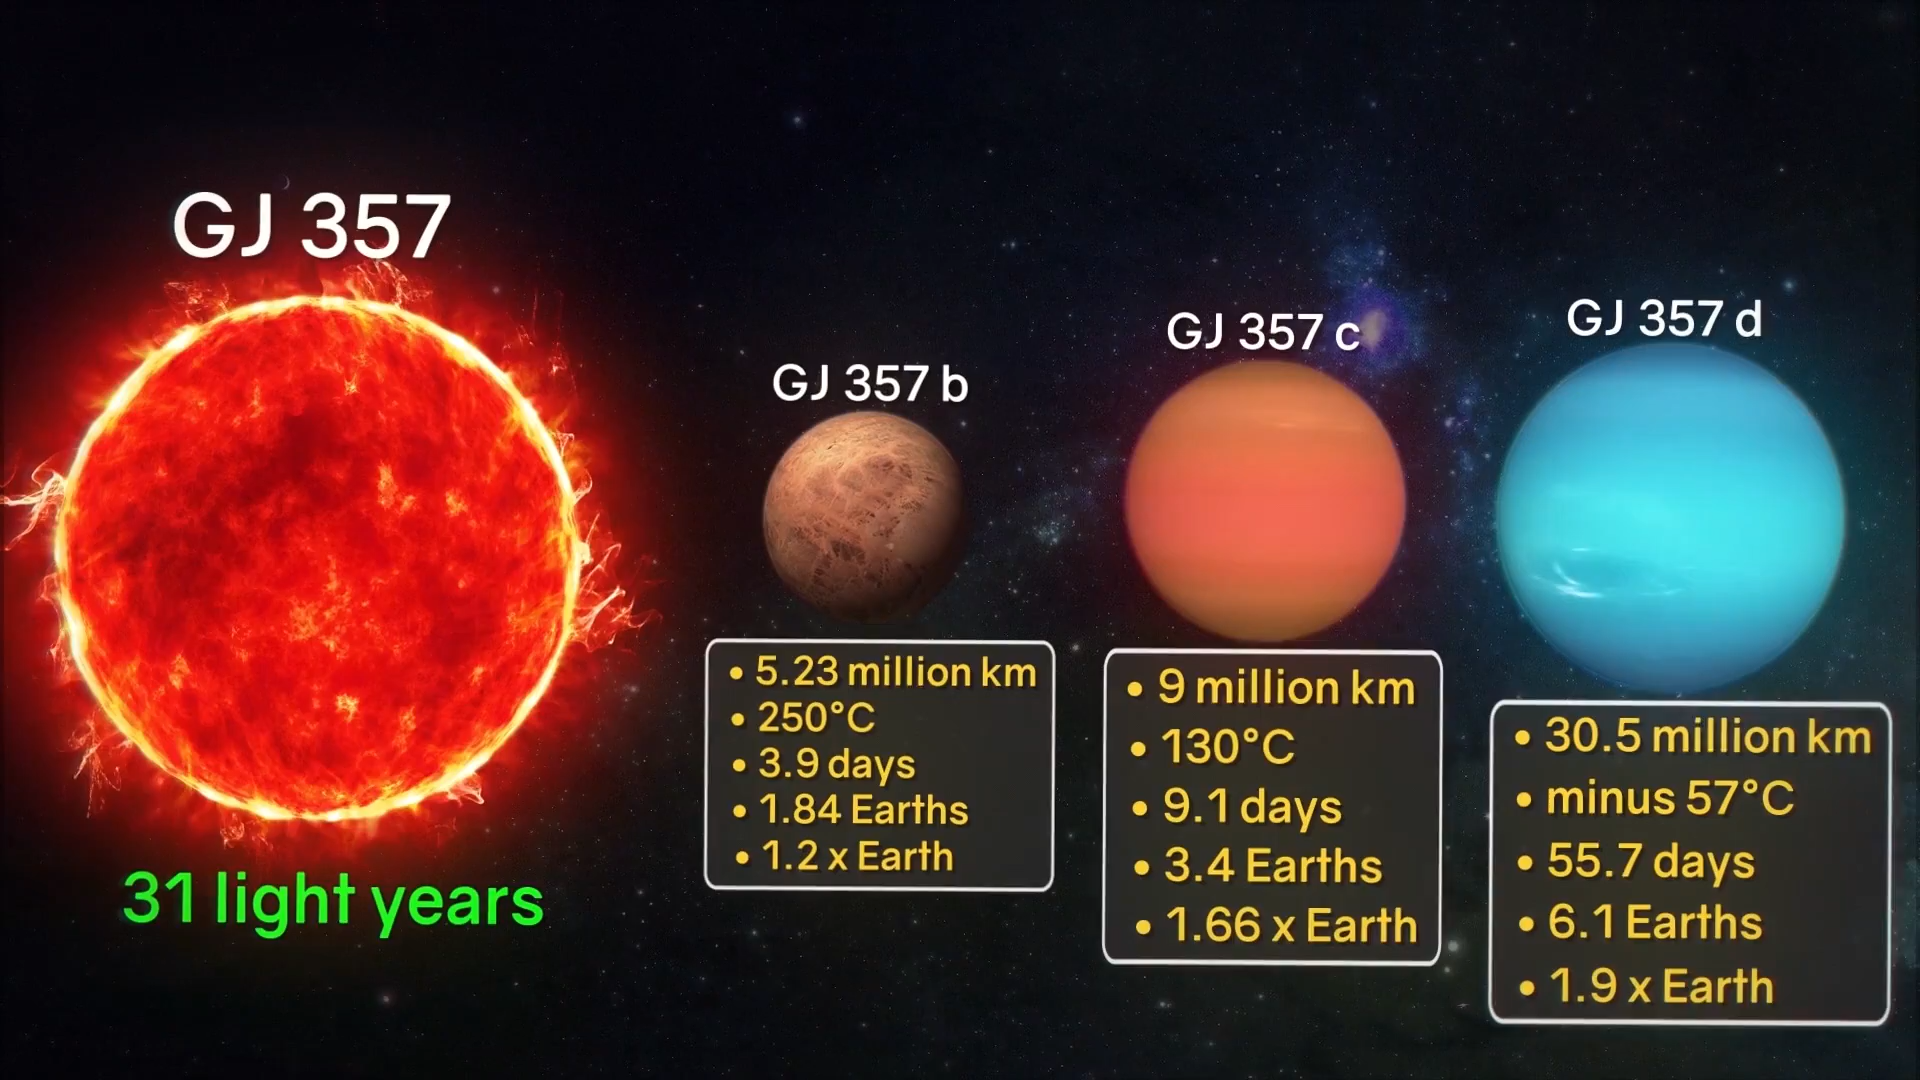 GJ 357
31 light years
GJ 357 b
• 5.23 million km
• 250°C
• 3.9 days
• 1.84 Earths
• 1.2 x Earth
GJ 357 c
• 9 million km
• 130°C
• 9.1 days
• 3.4 Earths
• 1.66 x Earth
GJ 357 d
• 30.5 million km
• minus 57°C
• 55.7 days
• 6.1 Earths
• 1.9 x Earth